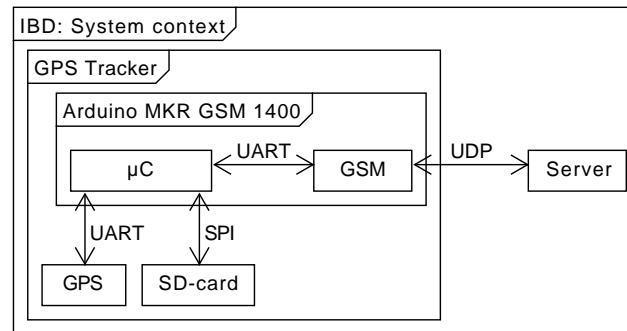 IBD: System context
GPS Tracker
Arduino MKR GSM 1400
µC
UART
GSM
UDP
Server
UART
SPI
GPS
SD-card